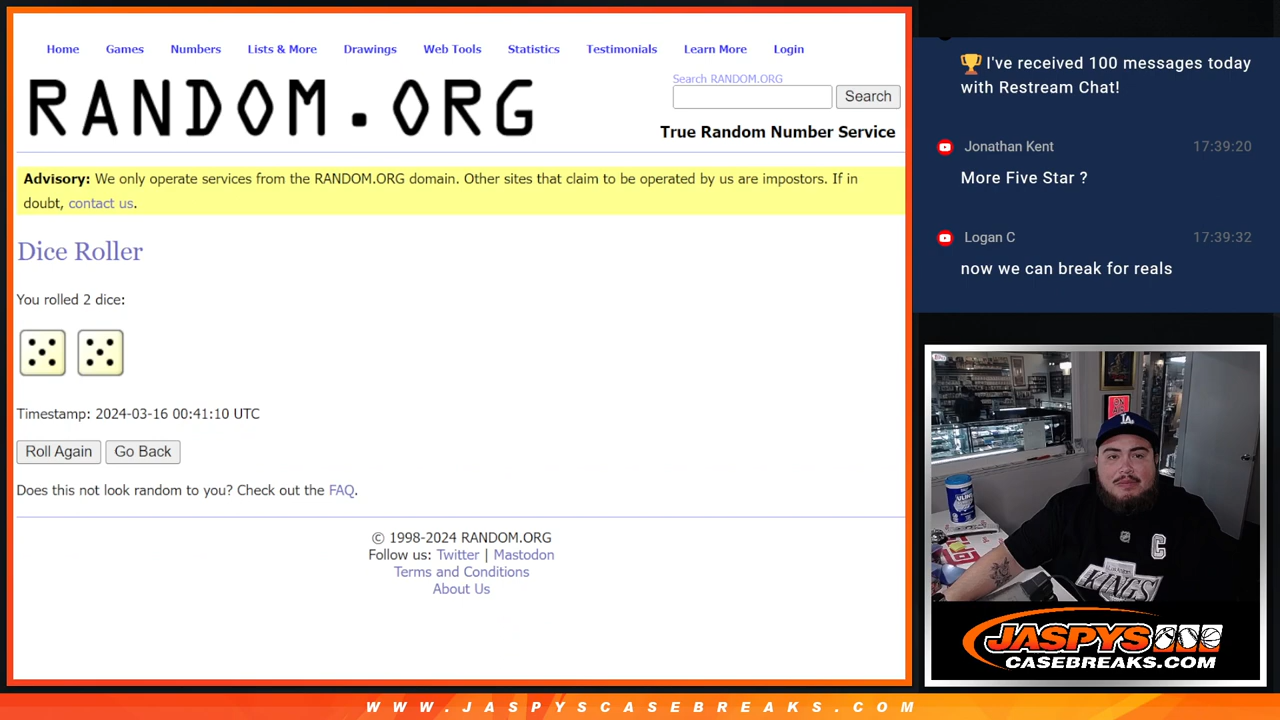 Home Games Numbers Lists & More Drawings Web Tools Statistics Testimonials Learn More Login
RANDOM.ORG
Search RANDOM.ORG
Search
True Random Number Service
Advisory: We only operate services from the RANDOM.ORG domain. Other sites that claim to be operated by us are impostors. If in
doubt, contact us.
Dice Roller
You rolled 2 dice:
Timestamp: 2024-03-16 00:41:10 UTC
Roll Again Go Back
Does this not look random to you? Check out the FAQ.
© 1998-2024 RANDOM.ORG
Follow us: Twitter | Mastodon
Terms and Conditions
About Us
🏆 I've received 100 messages today
with Restream Chat!
Jonathan Kent 17:39:20
More Five Star ?
Logan C 17:39:32
now we can break for reals
LA
C
KINGS
JASPYS
CASEBREAKS.COM
WWW.JASPYSCASEBREAKS.COM